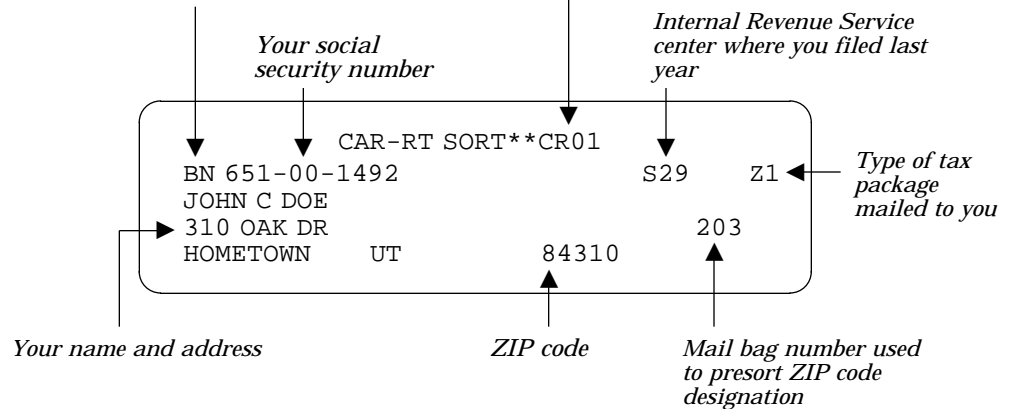 Internal Revenue Service
center where you filed last
year
Your social
security number
CAR-RT SORT**CR01
BN 651-00-1492 S29 Z1
JOHN C DOE
310 OAK DR 203
HOMETOWN UT 84310
Type of tax
package
mailed to you
Your name and address
ZIP code
Mail bag number used
to presort ZIP code
designation